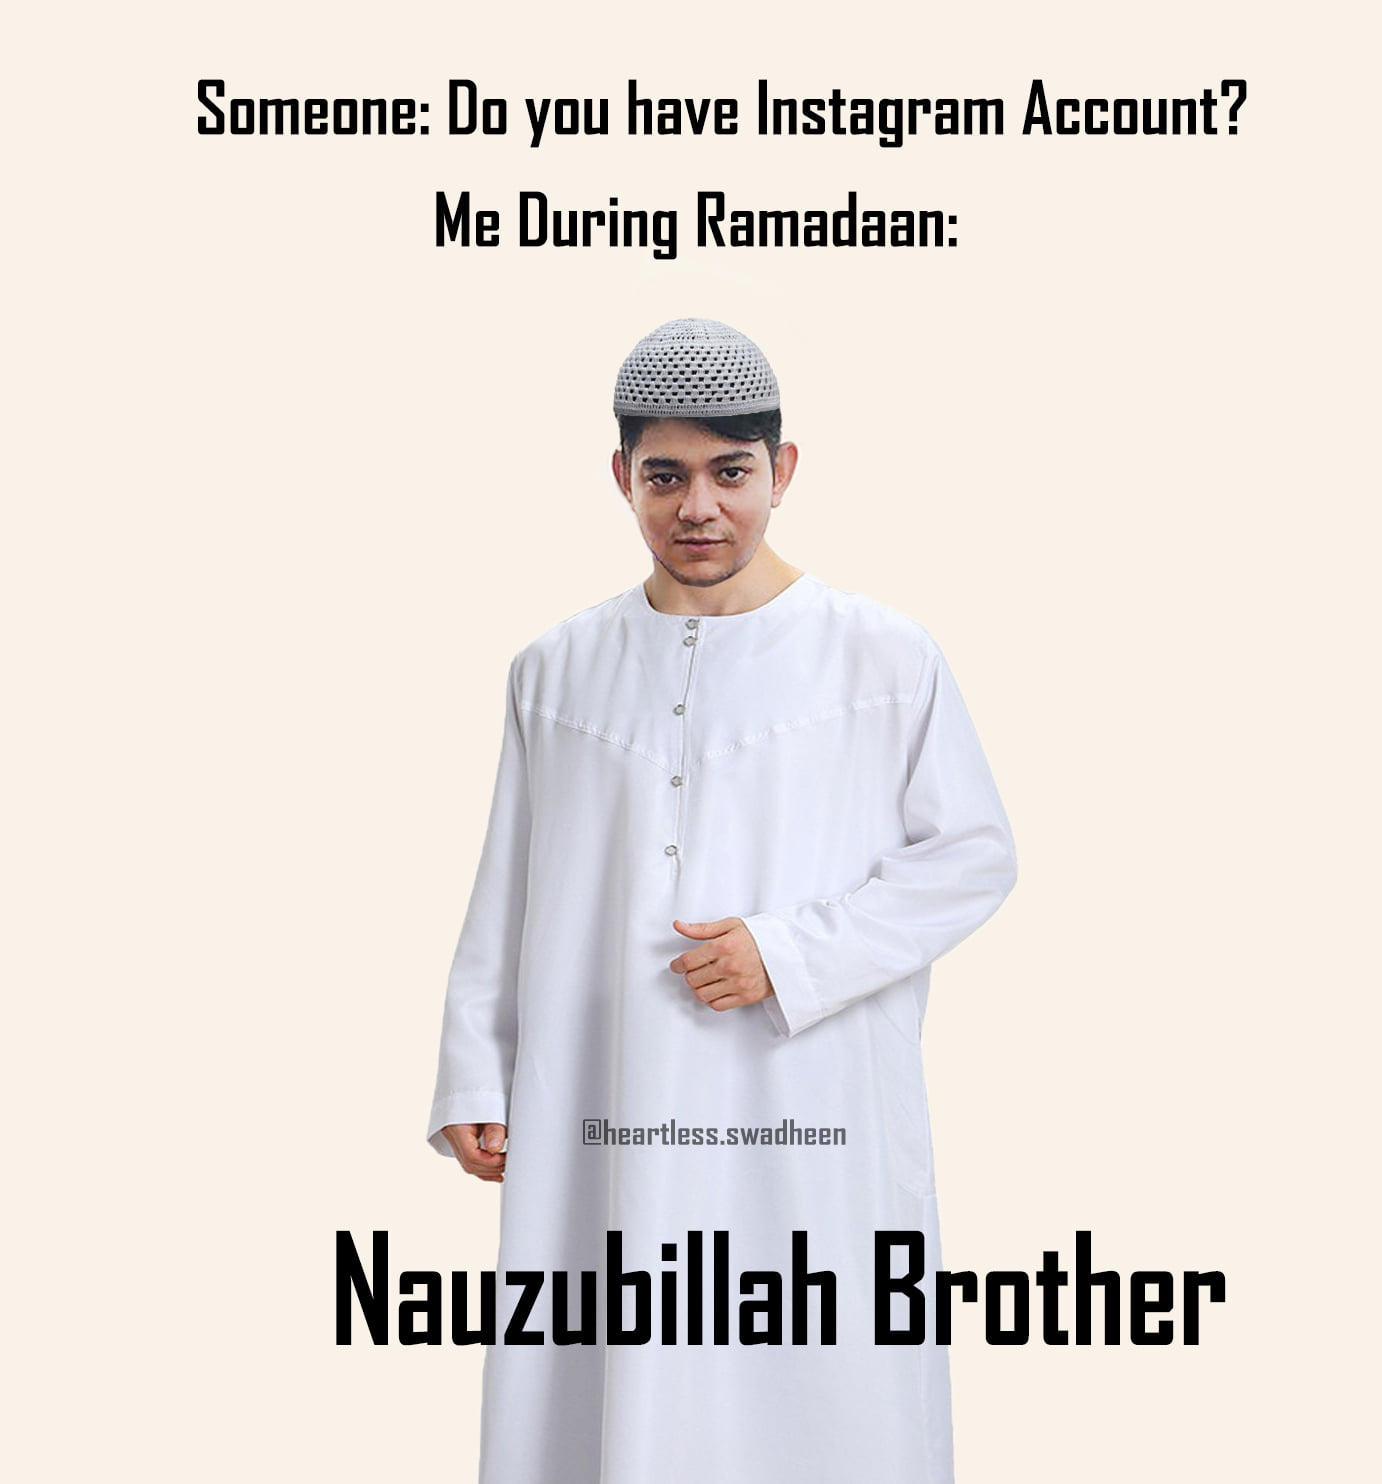 Someone: Do you have Instagram Account?
Me During Ramadaan:
@heartless.swadheen
Nauzubillah Brother